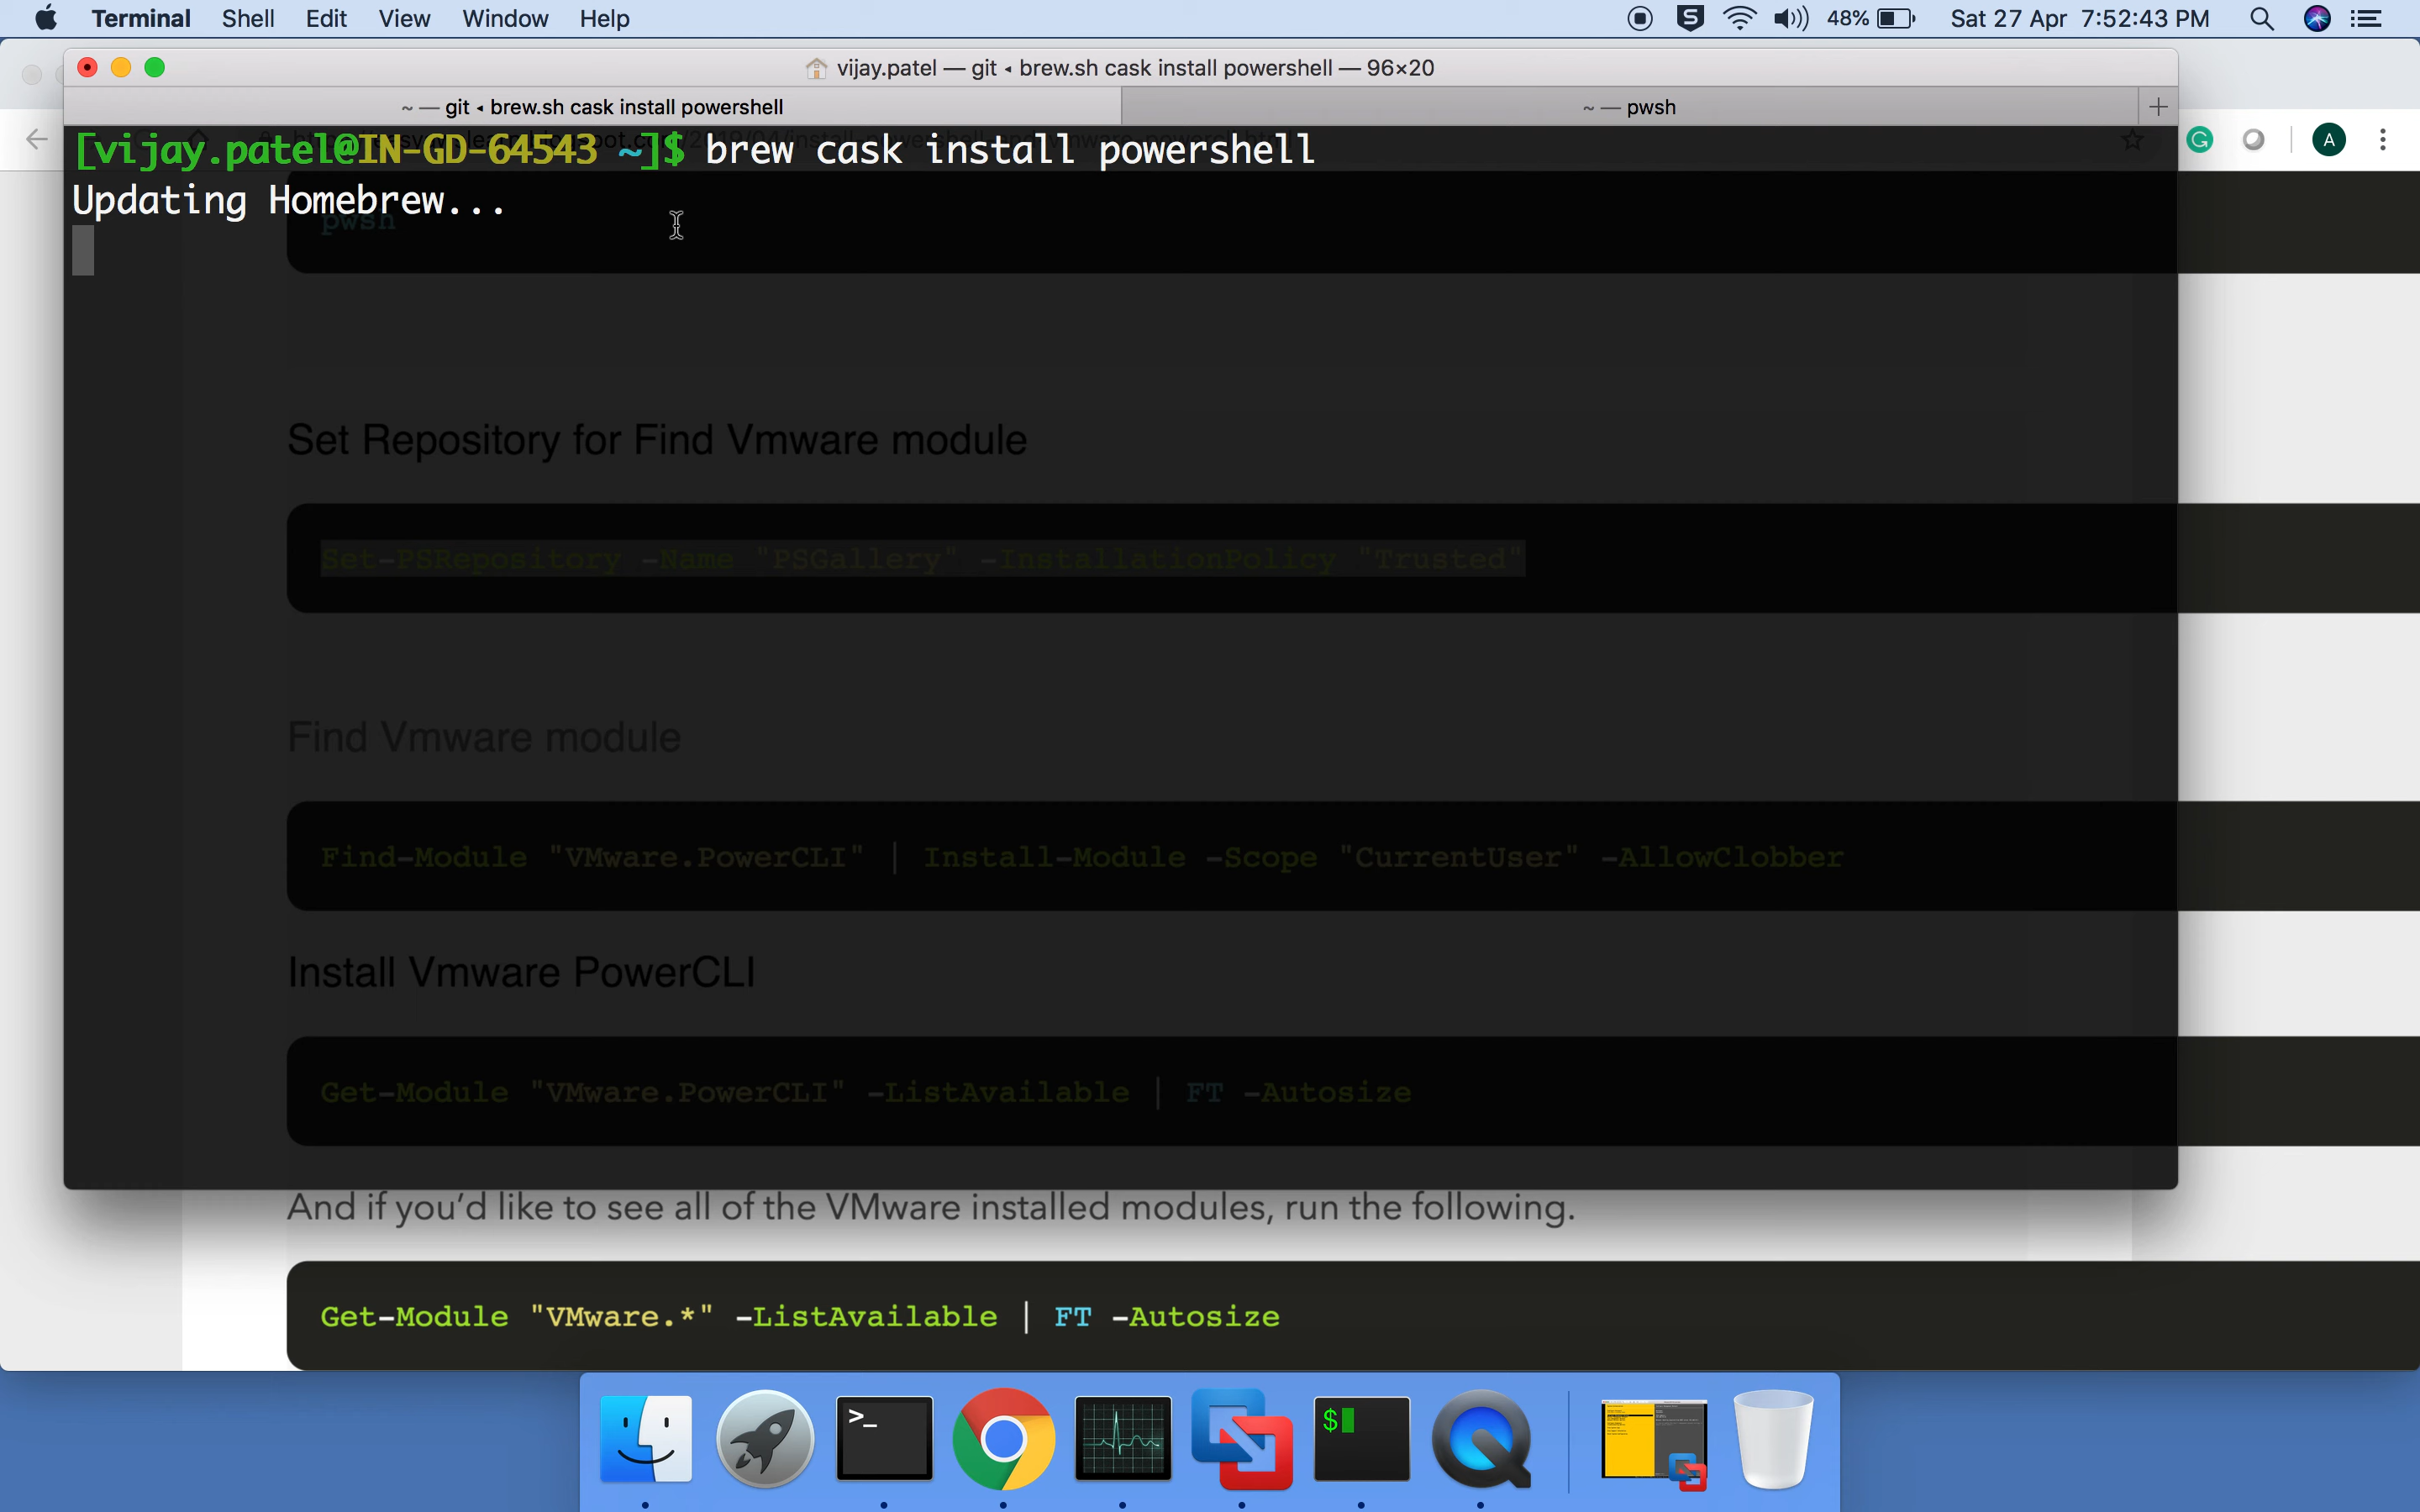 Terminal Shell Edit View Window Help 48% Sat 27 Apr 7:52:43 PM
vijay.patel — git ◂ brew.sh cask install powershell — 96×20
~ — git ◂ brew.sh cask install powershell ~ — pwsh
[vijay.patel@IN-GD-64543 ~]$ brew cask install powershell
Updating Homebrew...
pwsh
Set Repository for Find Vmware module
Set-PSRepository -Name "PSGallery" -InstallationPolicy "Trusted"
Find Vmware module
Find-Module "VMware.PowerCLI" | Install-Module -Scope "CurrentUser" -AllowClobber
Install Vmware PowerCLI
Get-Module "VMware.PowerCLI" -ListAvailable | FT -Autosize
And if you’d like to see all of the VMware installed modules, run the following.
Get-Module "VMware.*" -ListAvailable | FT -Autosize